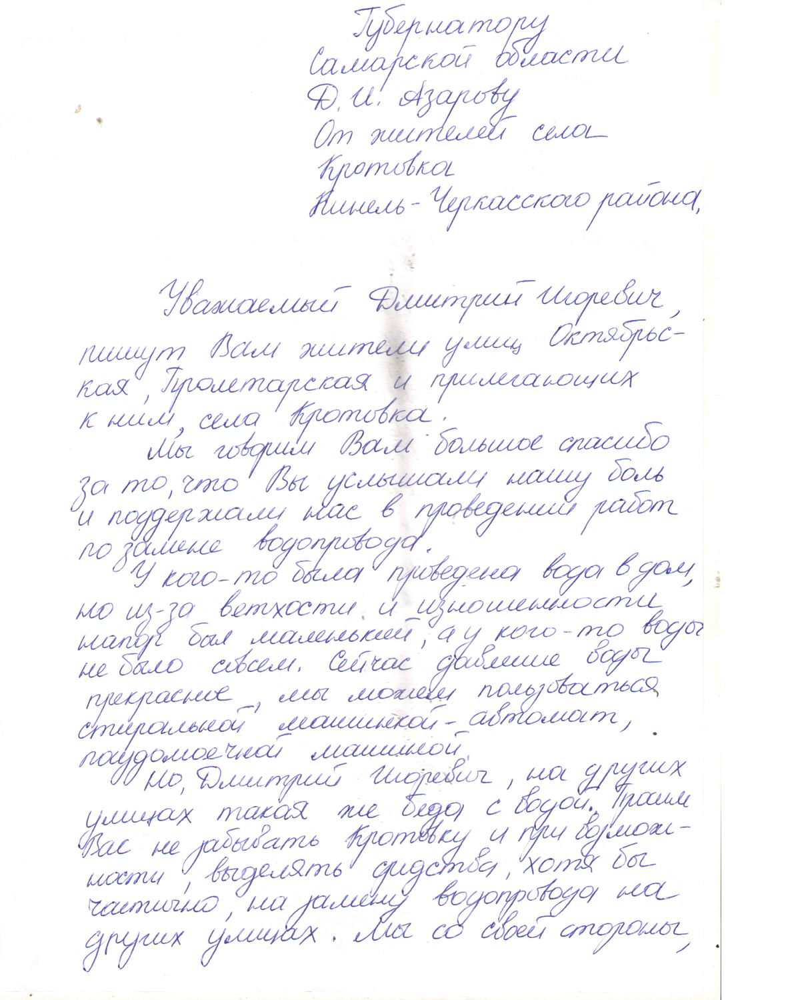 Губернатору
Самарской области
Д. И. Азарову
От жителей села
Кротовка
Кинель-Черкасского района,
Уважаемый Дмитрий Игоревич,
пишут Вам жители улиц Октябрьс-
кая, Пролетарская и прилегающих
к ним, села Кротовка.
Мы говорим Вам большое спасибо
за то, что Вы услышали нашу боль
и поддержали нас в проведении работ
по замене водопровода.
У кого-то была проведена вода в дом,
но из-за ветхости и изношенности
напор был маленький, а у кого-то воды
не было совсем. Сейчас давление воды
прекрасное, мы можем пользоваться
стиральной машинкой-автомат,
посудомоечной машиной.
Но, Дмитрий Игоревич, на других
улицах такая же беда с водой. Просим
Вас не забывать Кротовку и при возмож-
ности, выделять средства, хотя бы
частично, на замену водопровода на
других улицах. Мы со своей стороны,